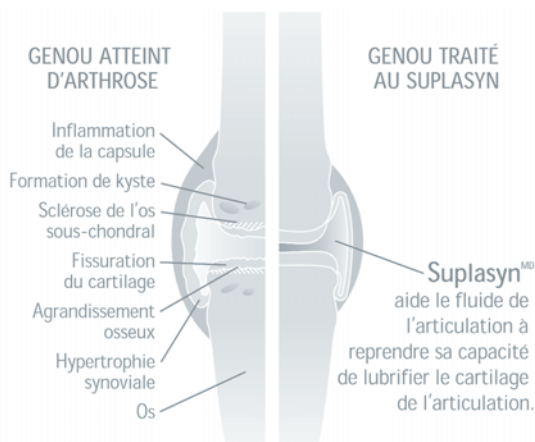 GENOU ATTEINT
D'ARTHROSE
Inflammation
de la capsule
Formation de kyste
Sclérose de l'os
sous-chondral
Fissuration
du cartilage
Agrandissement
osseux
Hypertrophie
synoviale
Os
GENOU TRAITÉ
AU SUPLASYN
Suplasyn MD
aide le fluide de
l'articulation à
reprendre sa capacité
de lubrifier le cartilage
de l'articulation.